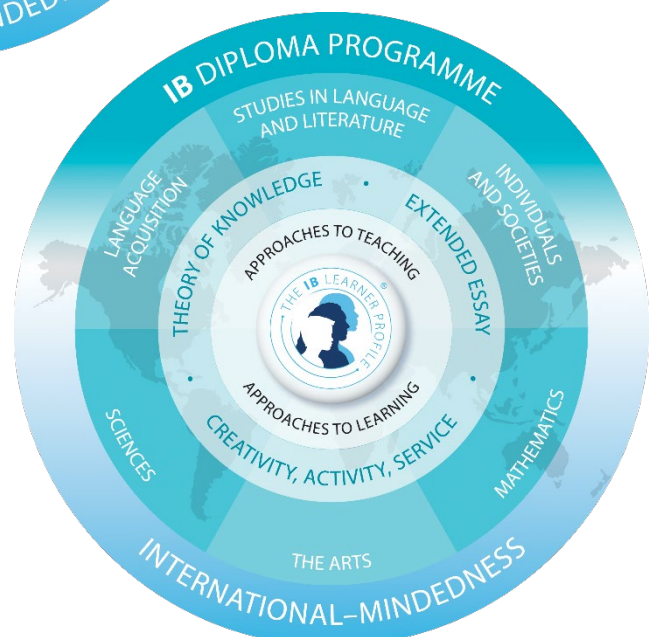 NDEDN
IB DIPLOMA PROGRAMME
STUDIES IN LANGUAGE
AND LITERATURE
LANGUAGE
ACQUISITION
INDIVIDUALS
AND SOCIETIES
THEORY OF KNOWLEDGE
•
EXTENDED ESSAY
•
APPROACHES TO TEACHING
THE IB LEARNER PROFILE
®
APPROACHES TO LEARNING
•
CREATIVITY, ACTIVITY, SERVICE
SCIENCES
MATHEMATICS
THE ARTS
INTERNATIONAL–MINDEDNESS